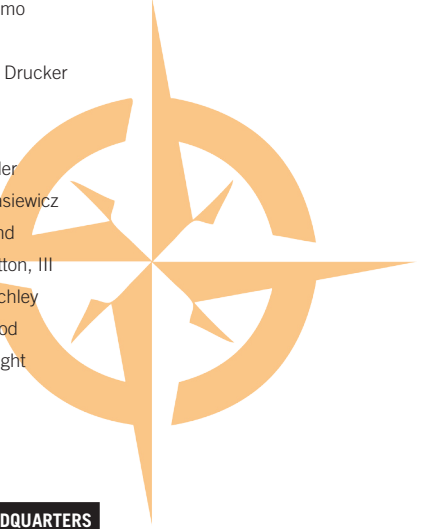 mo
Drucker
ler
siewicz
nd
tton, III
chley
od
ght
DQUARTERS